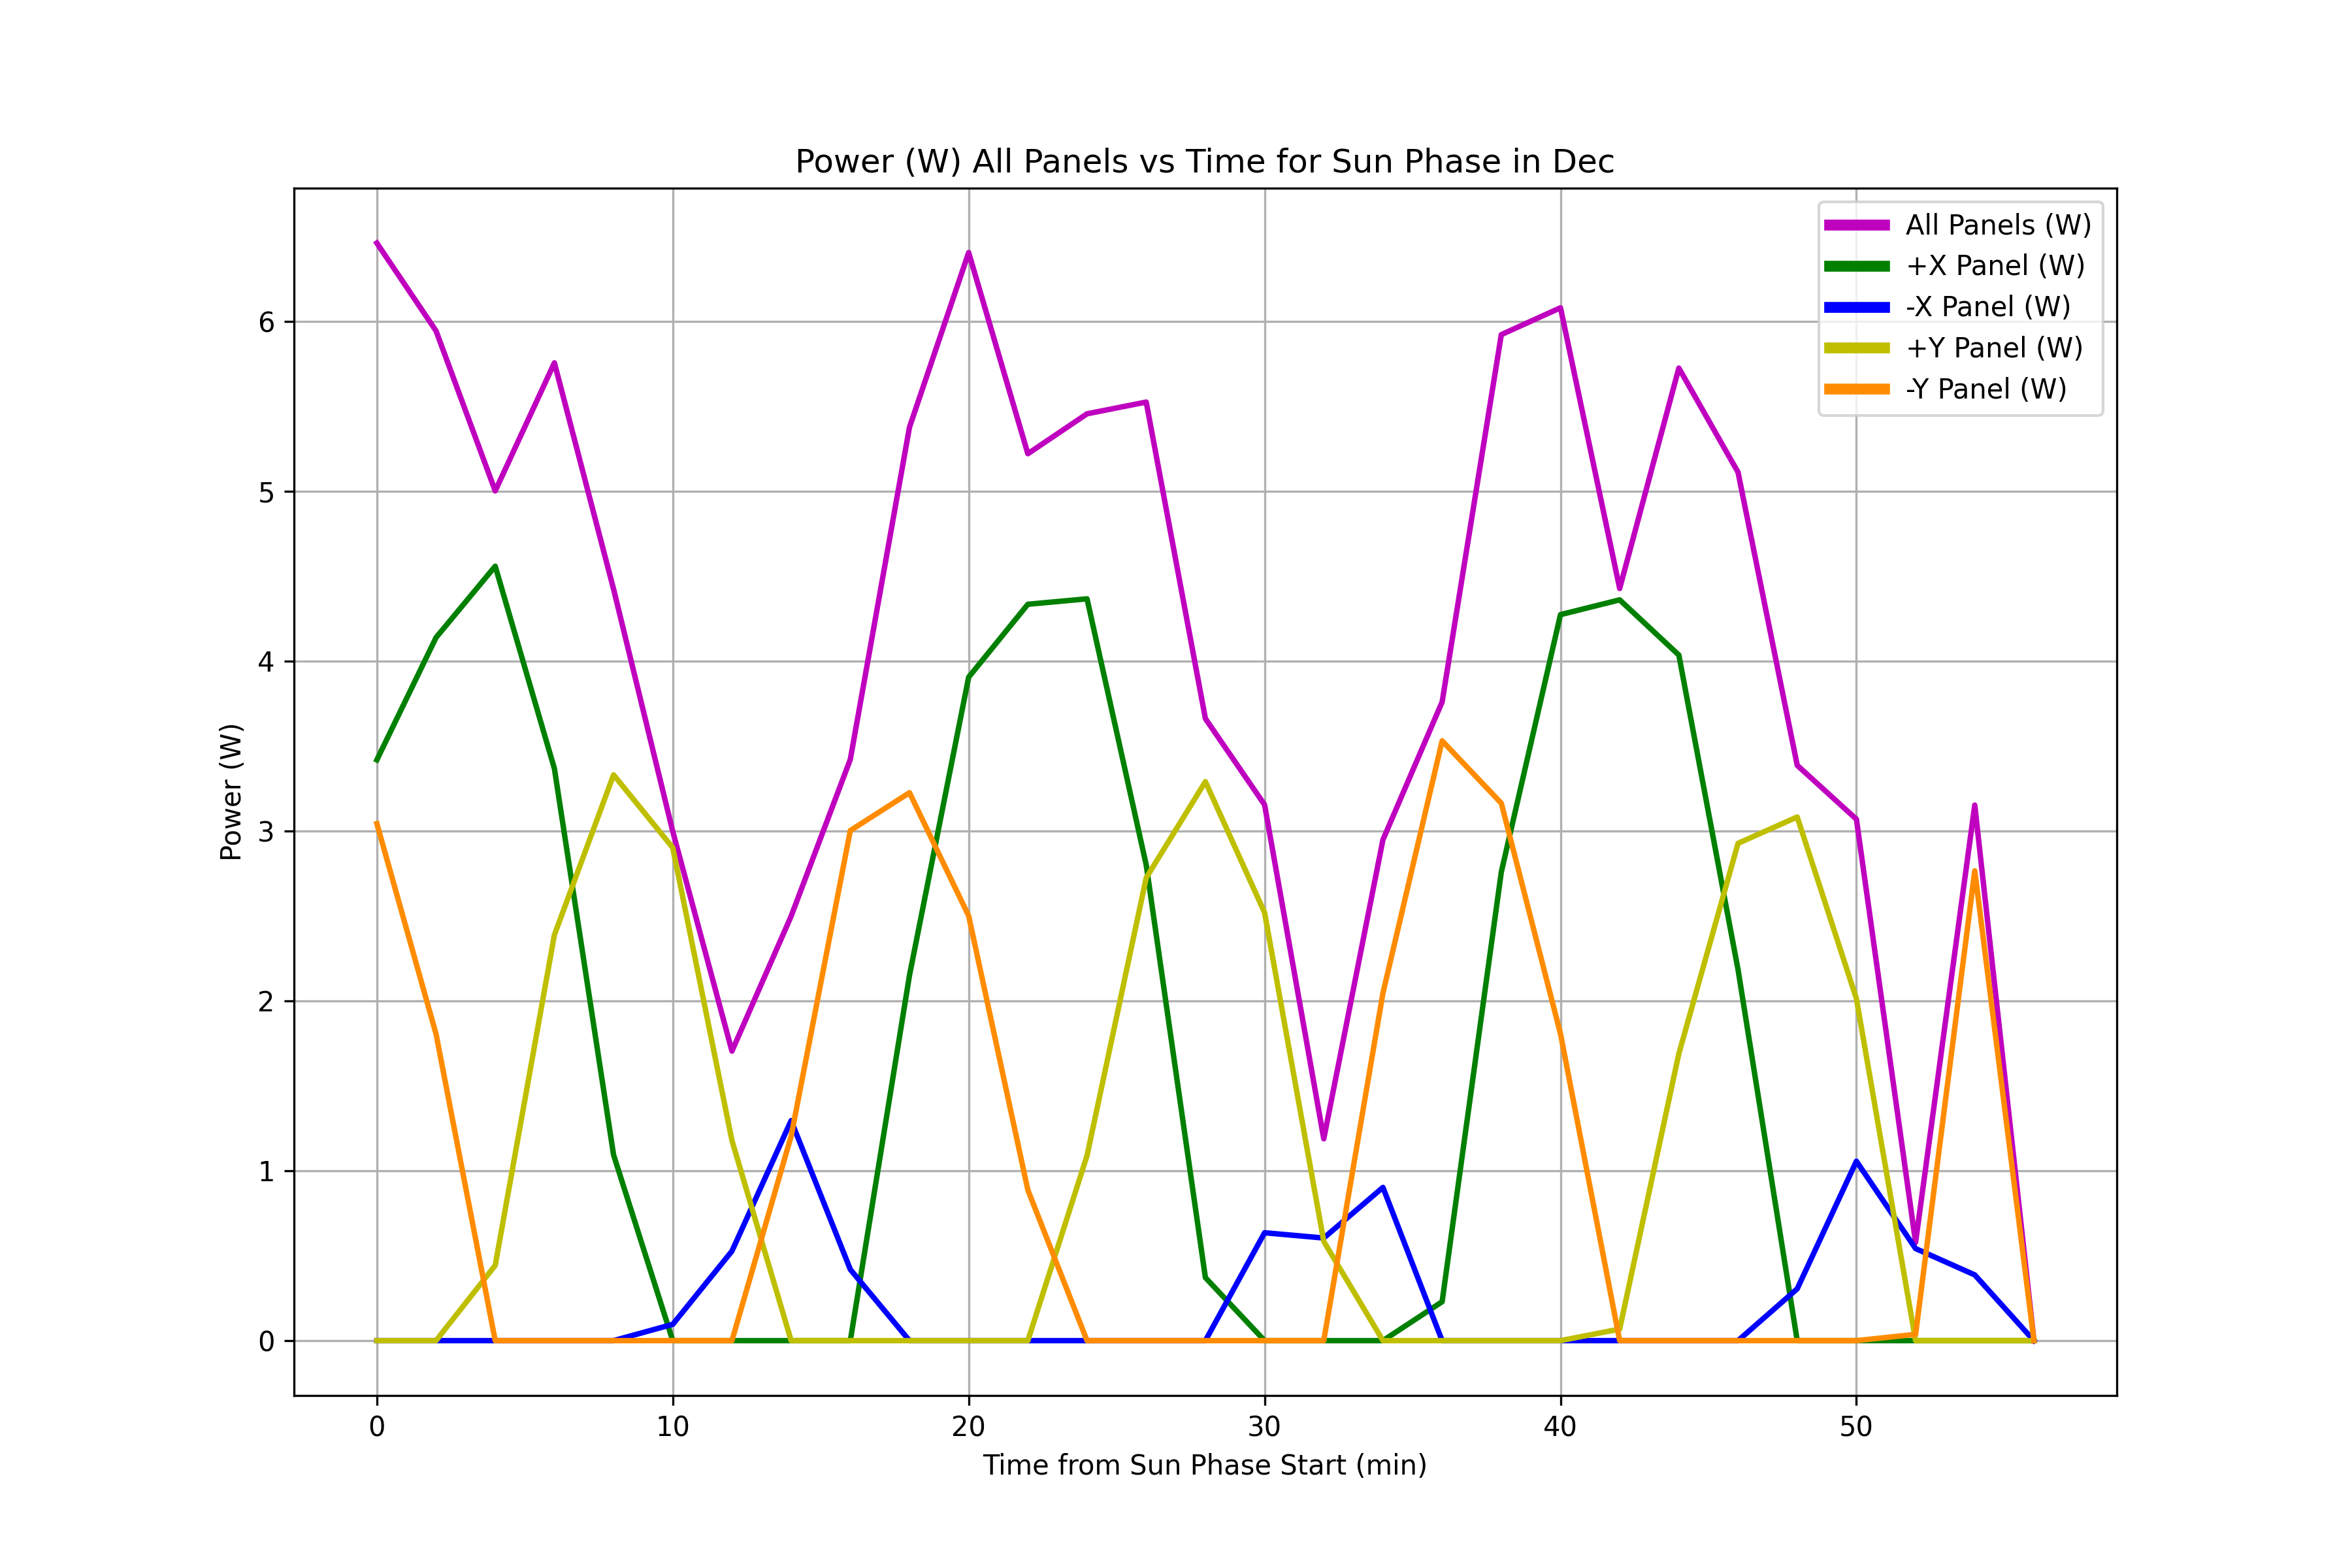 Power (W) All Panels vs Time for Sun Phase in Dec
All Panels (W)
+X Panel (W)
-X Panel (W)
+Y Panel (W)
-Y Panel (W)
Power (W)
6
5
4
3
2
1
0
0 10 20 30 40 50
Time from Sun Phase Start (min)